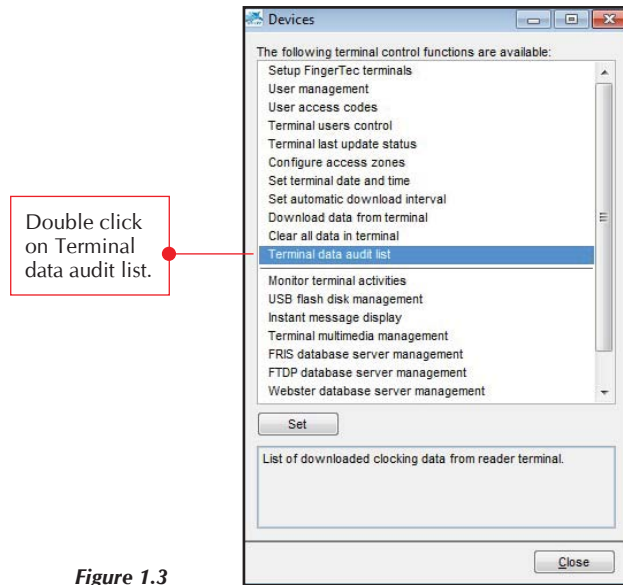 Devices
The following terminal control functions are available:
Setup FingerTec terminals
User management
User access codes
Terminal users control
Terminal last update status
Configure access zones
Set terminal date and time
Set automatic download interval
Download data from terminal
Clear all data in terminal
Terminal data audit list
Monitor terminal activities
USB flash disk management
Instant message display
Terminal multimedia management
FRIS database server management
FTDP database server management
Webster database server management
Double click
on Terminal
data audit list.
Set
List of downloaded clocking data from reader terminal.
Close
Figure 1.3